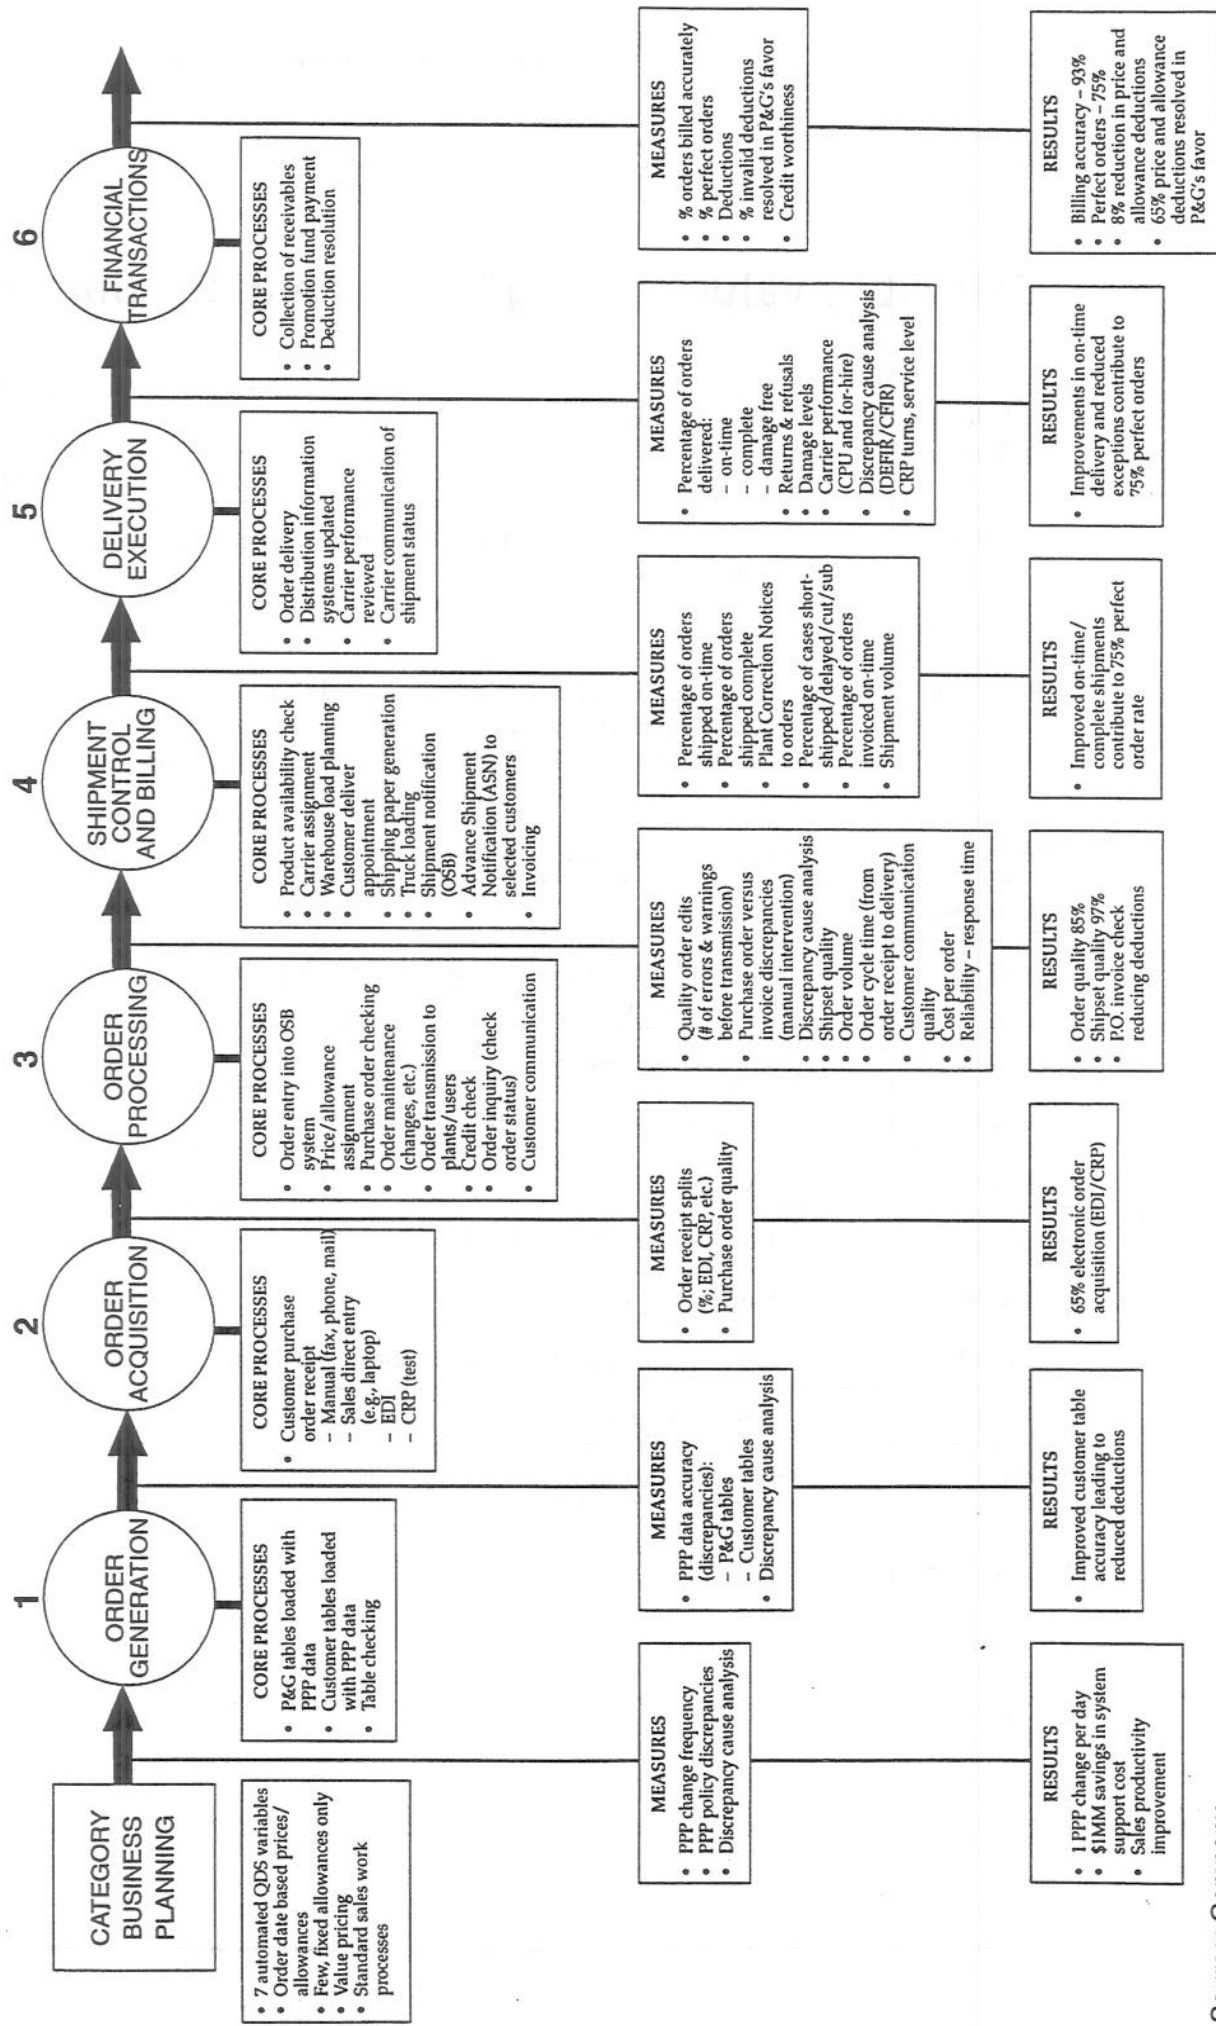 CATEGORY
BUSINESS
PLANNING
• 7 automated QDS variables
• Order date based prices/
allowances
• Few, fixed allowances only
• Value pricing
• Standard sales work
processes
MEASURES
• PPP change frequency
• PPP policy discrepancies
• Discrepancy cause analysis
RESULTS
• 1 PPP change per day
• $1MM savings in system
support cost
• Sales productivity
improvement
1
ORDER
GENERATION
CORE PROCESSES
• P&G tables loaded with
PPP data
• Customer tables loaded
with PPP data
• Table checking
MEASURES
• PPP data accuracy
(discrepancies):
– P&G tables
– Customer tables
• Discrepancy cause analysis
RESULTS
• Improved customer table
accuracy leading to
reduced deductions
2
ORDER
ACQUISITION
CORE PROCESSES
• Customer purchase
order receipt
– Manual (fax, phone, mail)
– Sales direct entry
(e.g., laptop)
– EDI
– CRP (test)
MEASURES
• Order receipt splits
(%; EDI, CRP, etc.)
• Purchase order quality
RESULTS
• 65% electronic order
acquisition (EDI/CRP)
3
ORDER
PROCESSING
CORE PROCESSES
• Order entry into OSB
system
• Price/allowance
assignment
• Purchase order checking
• Order maintenance
(changes, etc.)
• Order transmission to
plants/users
• Credit check
• Order inquiry (check
order status)
• Customer communication
MEASURES
• Quality order edits
(# of errors & warnings
before transmission)
• Purchase order versus
invoice discrepancies
(manual intervention)
• Discrepancy cause analysis
• Shipset quality
• Order volume
• Order cycle time (from
order receipt to delivery)
• Customer communication
quality
• Cost per order
• Reliability – response time
RESULTS
• Order quality 85%
• Shipset quality 97%
• P.O. invoice check
reducing deductions
4
SHIPMENT
CONTROL
AND BILLING
CORE PROCESSES
• Product availability check
• Carrier assignment
• Warehouse load planning
• Customer deliver
appointment
• Shipping paper generation
• Truck loading
• Shipment notification
(OSB)
• Advance Shipment
Notification (ASN) to
selected customers
• Invoicing
MEASURES
• Percentage of orders
shipped on-time
• Percentage of orders
shipped complete
• Plant Correction Notices
to orders
• Percentage of cases short-
shipped/delayed/cut/sub
• Percentage of orders
invoiced on-time
• Shipment volume
RESULTS
• Improved on-time/
complete shipments
contribute to 75% perfect
order rate
5
DELIVERY
EXECUTION
CORE PROCESSES
• Order delivery
• Distribution information
systems updated
• Carrier performance
reviewed
• Carrier communication of
shipment status
MEASURES
• Percentage of orders
delivered:
– on-time
– complete
– damage free
• Returns & refusals
• Damage levels
• Carrier performance
(CPU and for-hire)
• Discrepancy cause analysis
(DEFIR/CFIR)
• CRP turns, service level
RESULTS
• Improvements in on-time
delivery and reduced
exceptions contribute to
75% perfect orders
6
FINANCIAL
TRANSACTIONS
CORE PROCESSES
• Collection of receivables
• Promotion fund payment
• Deduction resolution
MEASURES
• % orders billed accurately
• % perfect orders
• Deductions
• % invalid deductions
resolved in P&G's favor
• Credit worthiness
RESULTS
• Billing accuracy – 93%
• Perfect orders – 75%
• 8% reduction in price and
allowance deductions
• 65% price and allowance
deductions resolved in
P&G's favor